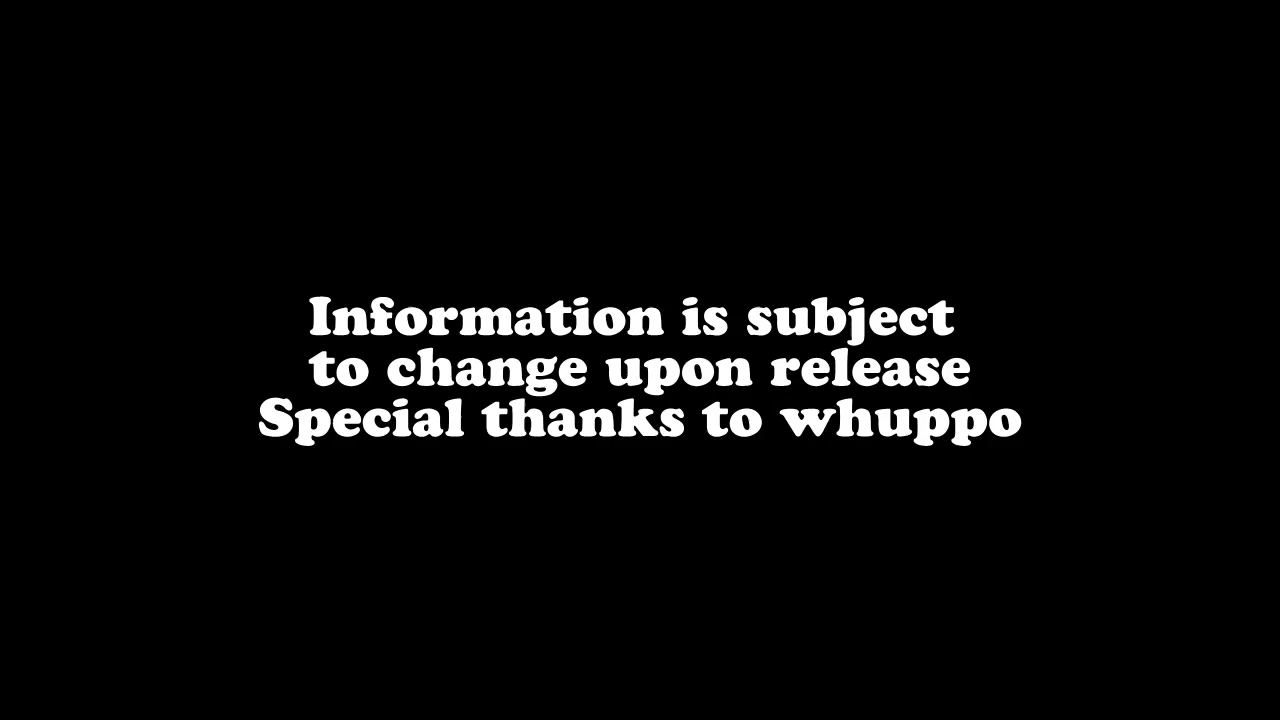 Information is subject
to change upon release
Special thanks to whuppo